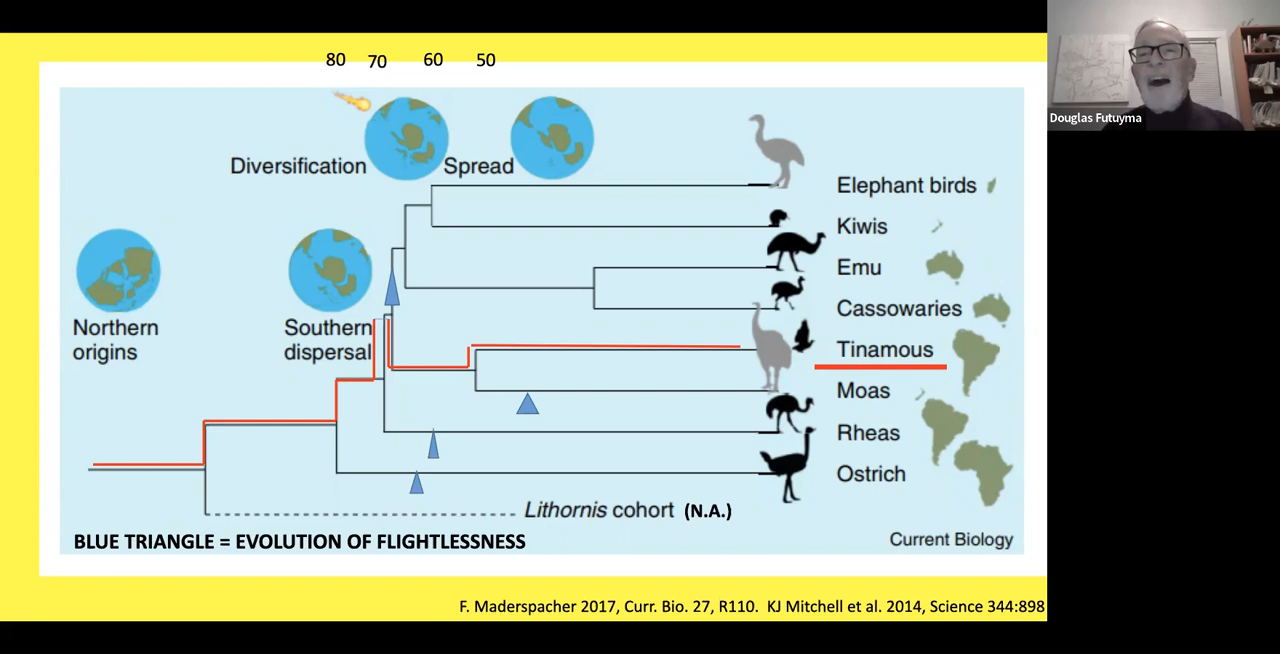 80 70 60 50
Douglas Futuyma
Diversification
Spread
Elephant birds
Kiwis
Emu
Cassowaries
Northern
origins
Southern
dispersal
Tinamous
Moas
Rheas
Ostrich
Lithornis cohort (N.A.)
BLUE TRIANGLE = EVOLUTION OF FLIGHTLESSNESS
Current Biology
F. Maderspacher 2017, Curr. Bio. 27, R110. KJ Mitchell et al. 2014, Science 344:898